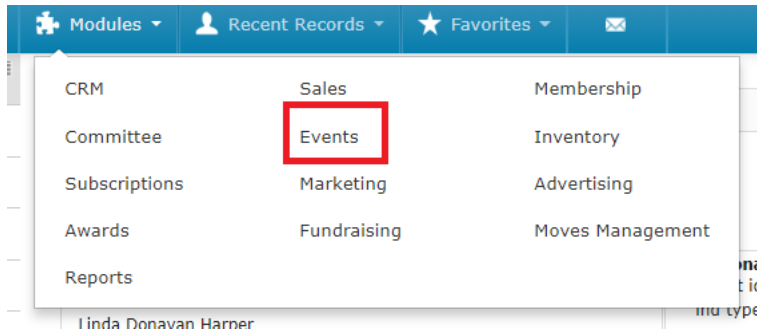 Modules Recent Records Favorites
CRM Sales Membership
Committee Events Inventory
Subscriptions Marketing Advertising
Awards Fundraising Moves Management
Reports
Linda Donavan Harper